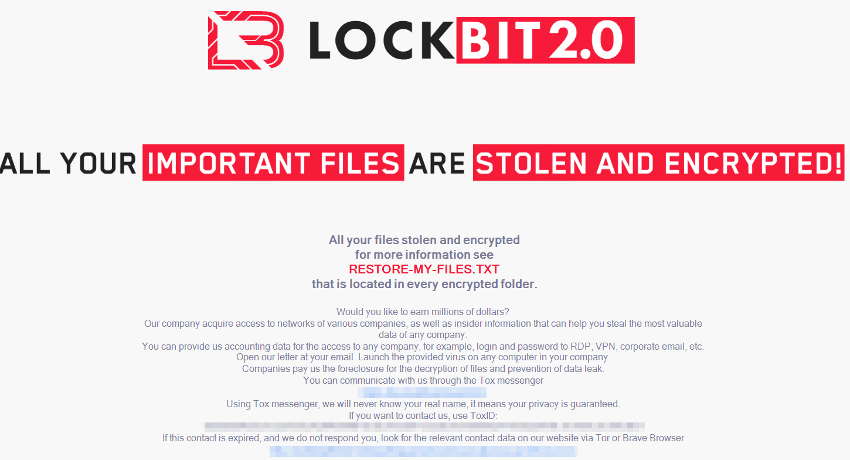 LOCKBIT 2.0
ALL YOUR IMPORTANT FILES ARE STOLEN AND ENCRYPTED!
All your files stolen and encrypted
for more information see
RESTORE-MY-FILES.TXT
that is located in every encrypted folder.
Would you like to earn millions of dollars?
Our company acquire access to networks of various companies, as well as insider information that can help you steal the most valuable
data of any company.
You can provide us accounting data for the access to any company, for example, login and password to RDP, VPN, corporate email, etc.
Open our letter at your email. Launch the provided virus on any computer in your company.
Companies pay us the foreclosure for the decryption of files and prevention of data leak.
You can communicate with us through the Tox messenger
Using Tox messenger, we will never know your real name, it means your privacy is guaranteed.
If you want to contact us, use ToxID:
If this contact is expired, and we do not respond you, look for the relevant contact data on our website via Tor or Brave Browser